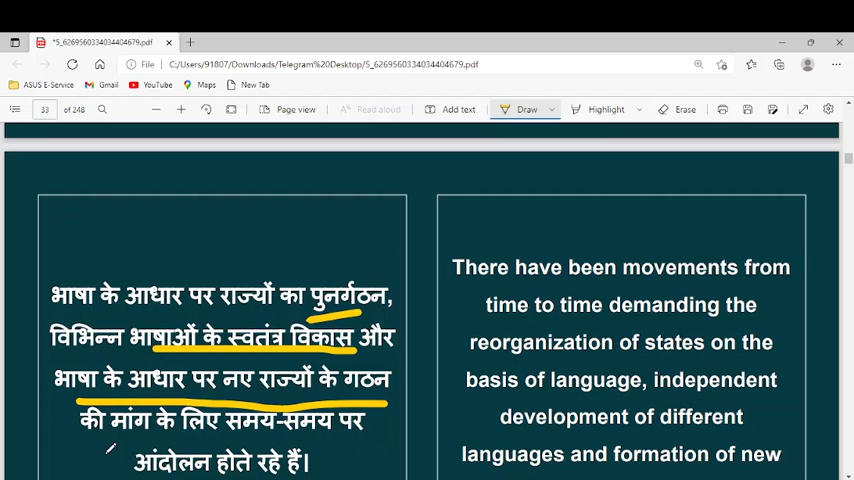 *5_6269560334034404679.pdf
File
C:/Users/91807/Downloads/Telegram%20Desktop/5_6269560334034404679.pdf
ASUS E-Service
Gmail
YouTube
Maps
New Tab
33
of 248
Page view
Read aloud
Add text
Draw
Highlight
Erase
भाषा के आधार पर राज्यों का पुनर्गठन,
विभिन्न भाषाओं के स्वतंत्र विकास और
भाषा के आधार पर नए राज्यों के गठन
की मांग के लिए समय-समय पर
आंदोलन होते रहे हैं।
There have been movements from
time to time demanding the
reorganization of states on the
basis of language, independent
development of different
languages and formation of new